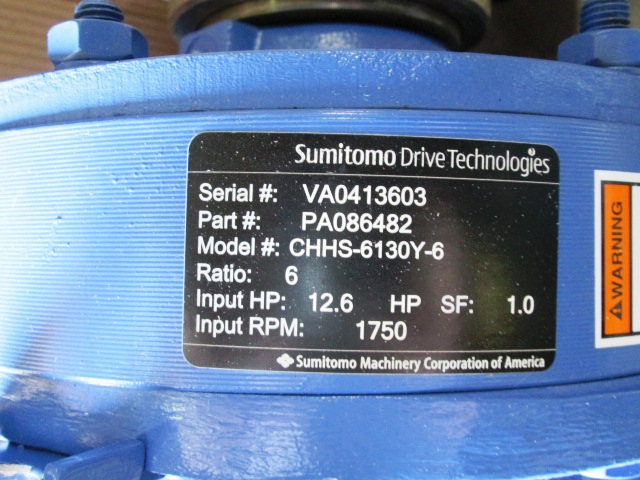 Sumitomo Drive Technologies
Serial #: VA0413603
Part #: PA086482
Model #: CHHS-6130Y-6
Ratio: 6
Input HP: 12.6 HP SF: 1.0
Input RPM: 1750
Sumitomo Machinery Corporation of America
WARNING